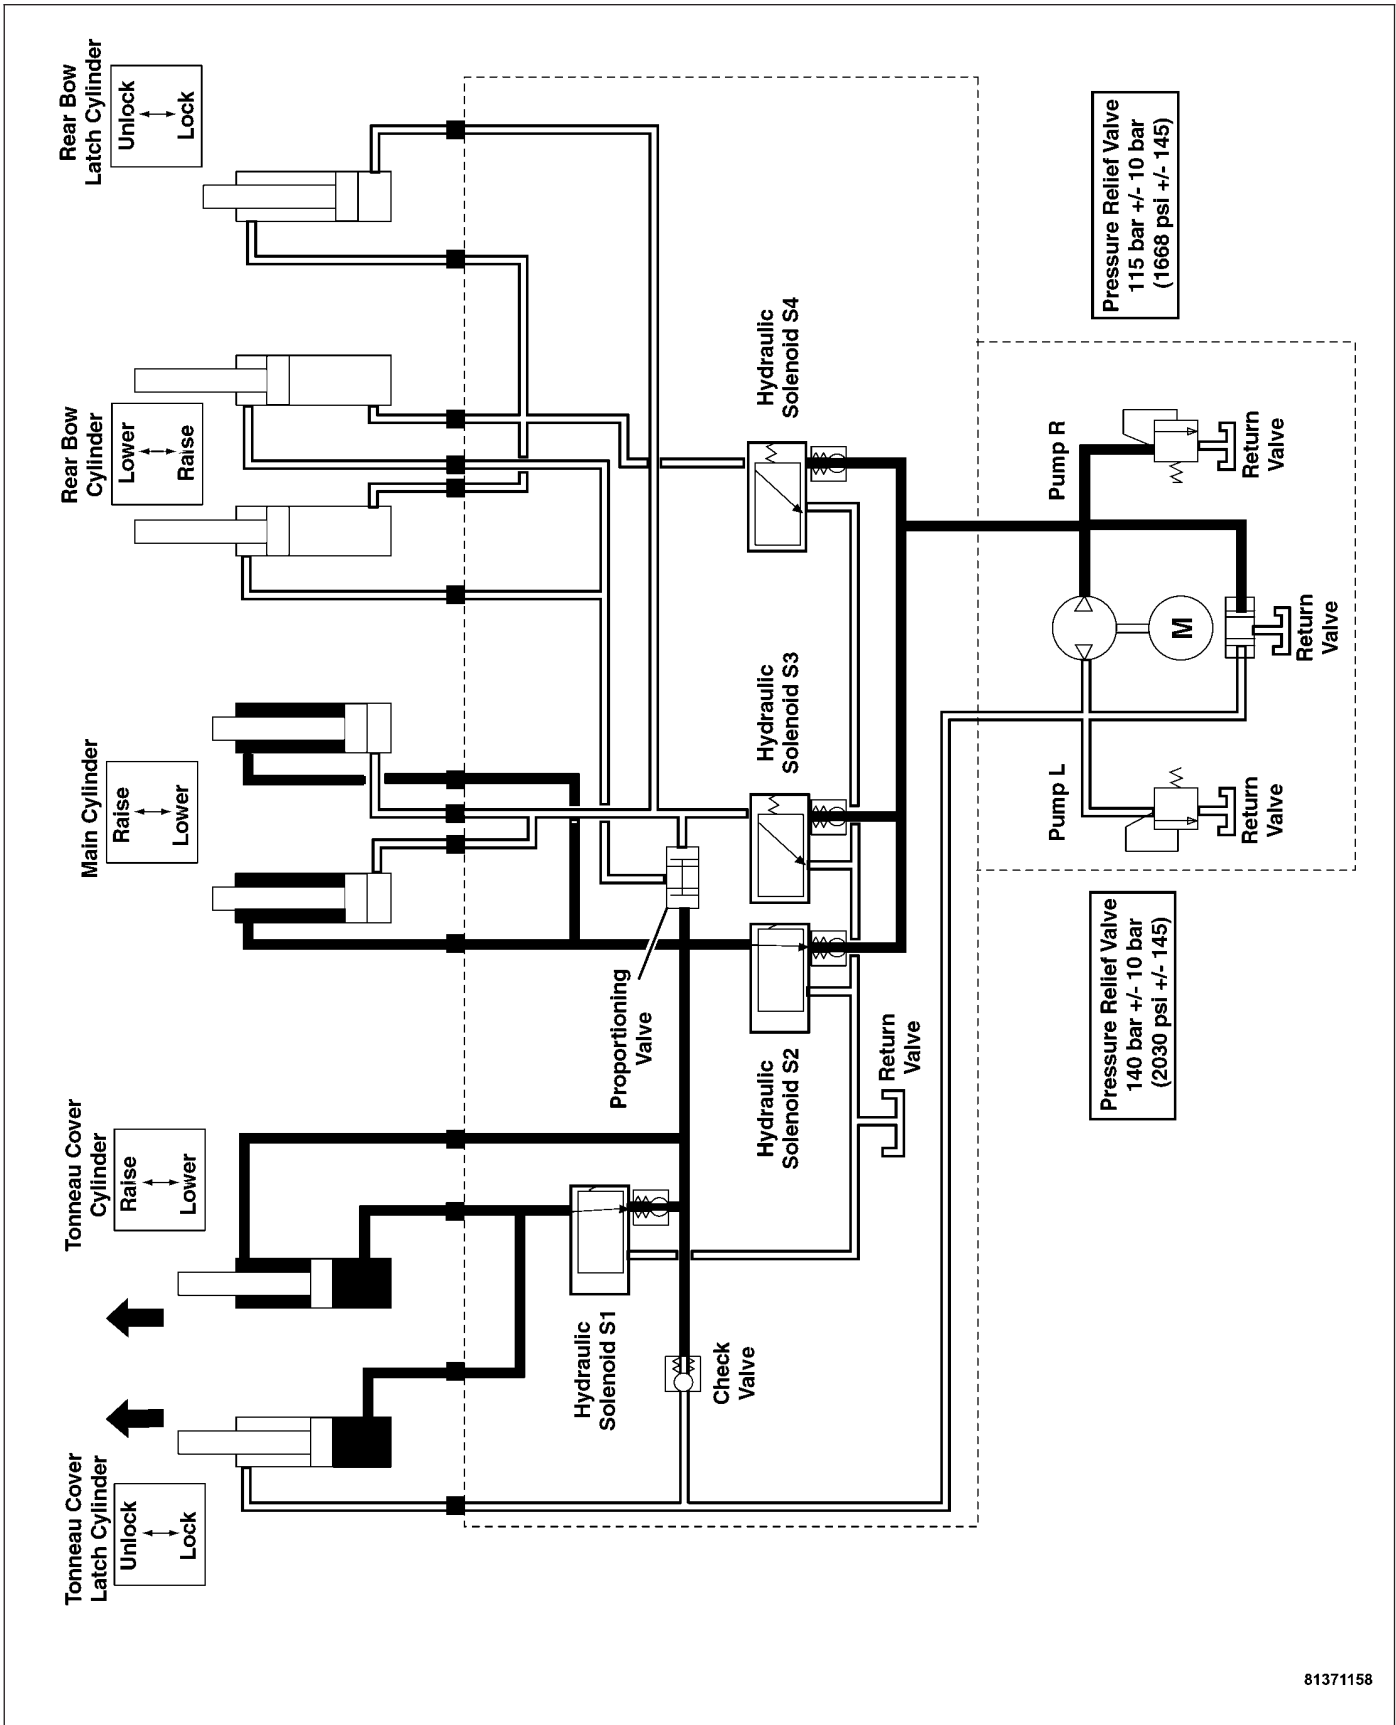 Tonneau Cover
Latch Cylinder
Unlock
Lock
Tonneau Cover
Cylinder
Raise
Lower
Main Cylinder
Raise
Lower
Rear Bow
Cylinder
Lower
Raise
Rear Bow
Latch Cylinder
Unlock
Lock
Hydraulic
Solenoid S1
Check
Valve
Proportioning
Valve
Hydraulic
Solenoid S2
Return
Valve
Hydraulic
Solenoid S3
Hydraulic
Solenoid S4
Pump L
Pump R
M
Return
Valve
Return
Valve
Return
Valve
Pressure Relief Valve
140 bar +/- 10 bar
(2030 psi +/- 145)
Pressure Relief Valve
115 bar +/- 10 bar
(1668 psi +/- 145)
81371158